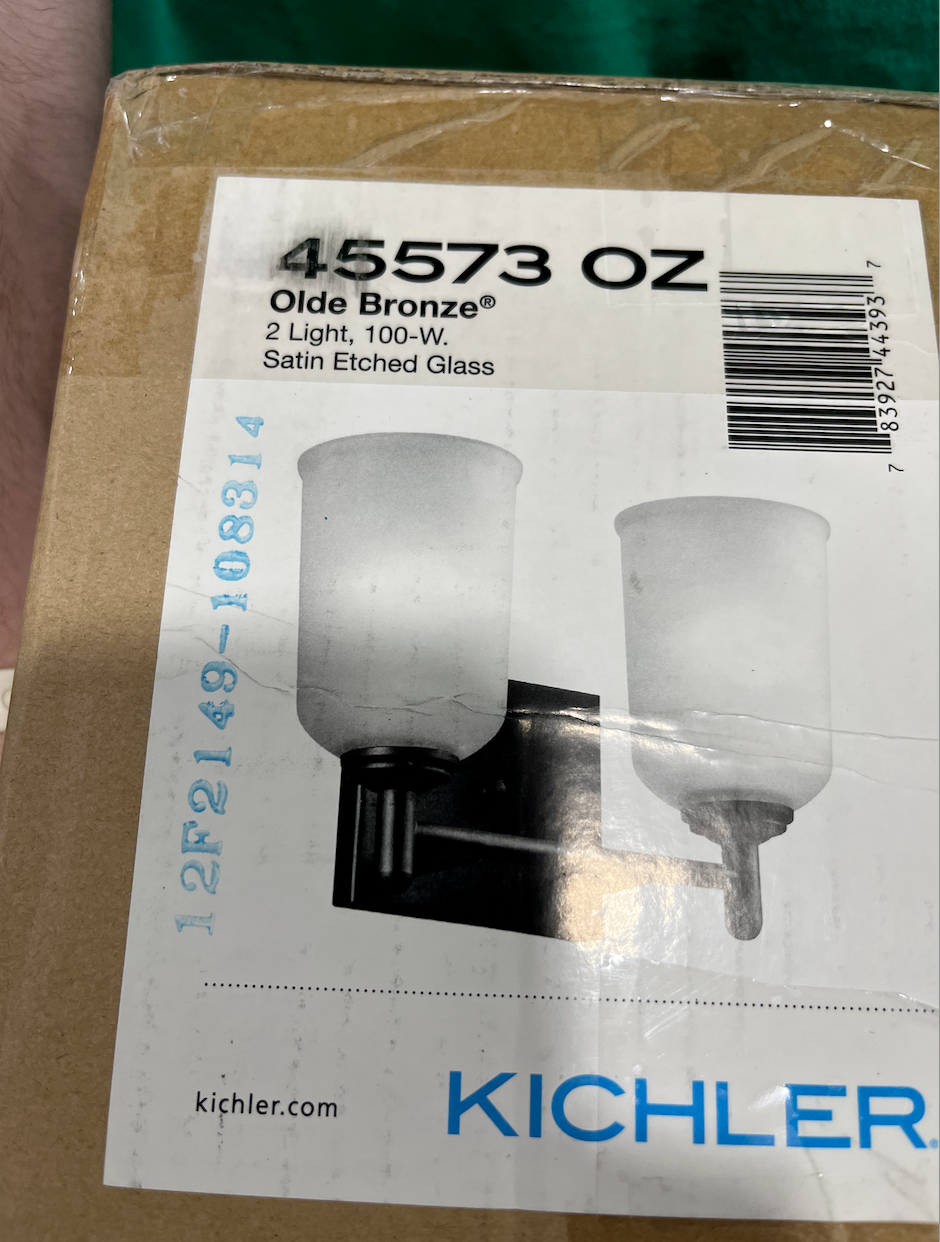 45573 OZ
Olde Bronze®
2 Light, 100-W.
Satin Etched Glass
7 83927 44393 7
12F2149-108314
kichler.com
KICHLER®